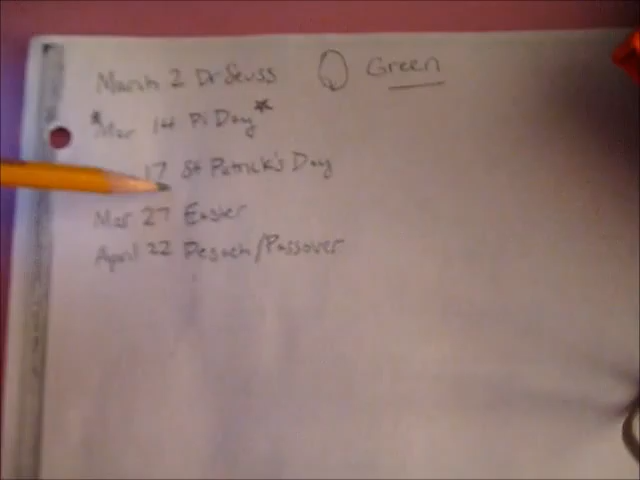 March 2 Dr Seuss Green
*Mar 14 Pi Day*
17 St Patrick's Day
Mar 27 Easter
April 22 Pesach/Passover